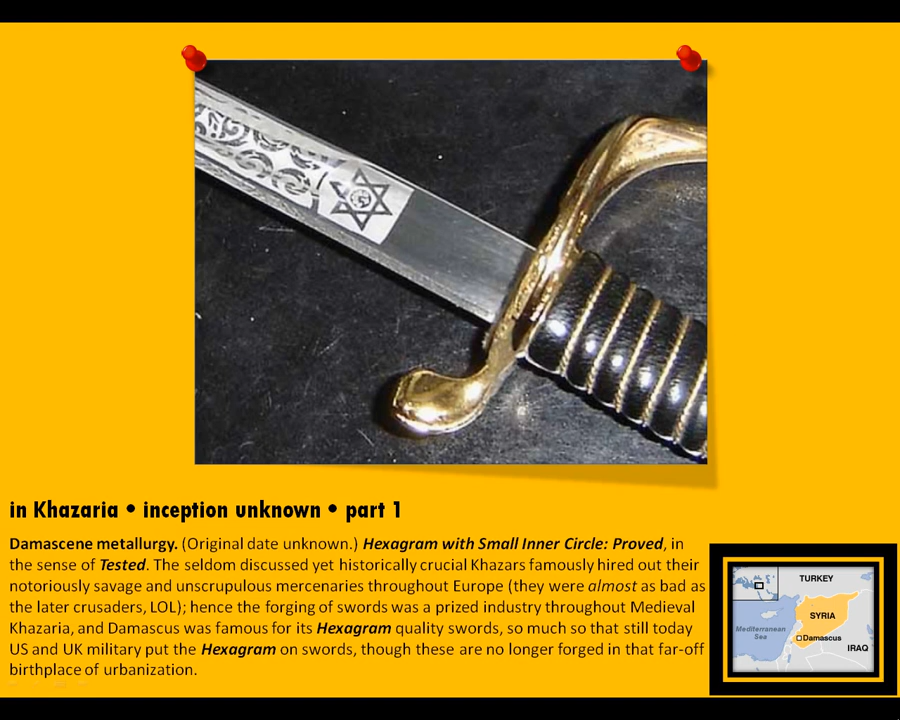 in Khazaria • inception unknown • part 1
Damascene metallurgy. (Original date unknown.) Hexagram with Small Inner Circle: Proved, in
the sense of Tested. The seldom discussed yet historically crucial Khazars famously hired out their
notoriously savage and unscrupulous mercenaries throughout Europe (they were almost as bad as
the later crusaders, LOL); hence the forging of swords was a prized industry throughout Medieval
Khazaria, and Damascus was famous for its Hexagram quality swords, so much so that still today
US and UK military put the Hexagram on swords, though these are no longer forged in that far-off
birthplace of urbanization.
TURKEY
SYRIA
Mediterranean
Sea
Damascus
IRAQ